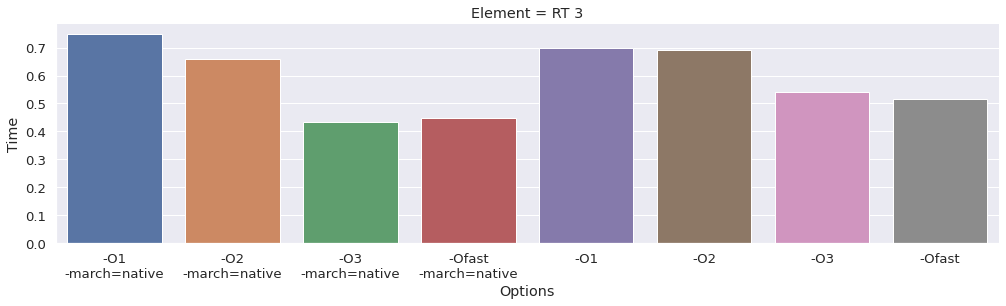 Element = RT 3
Time
0.7
0.6
0.5
0.4
0.3
0.2
0.1
0.0
-O1
-march=native
-O2
-march=native
-O3
-march=native
-Ofast
-march=native
-O1
-O2
-O3
-Ofast
Options